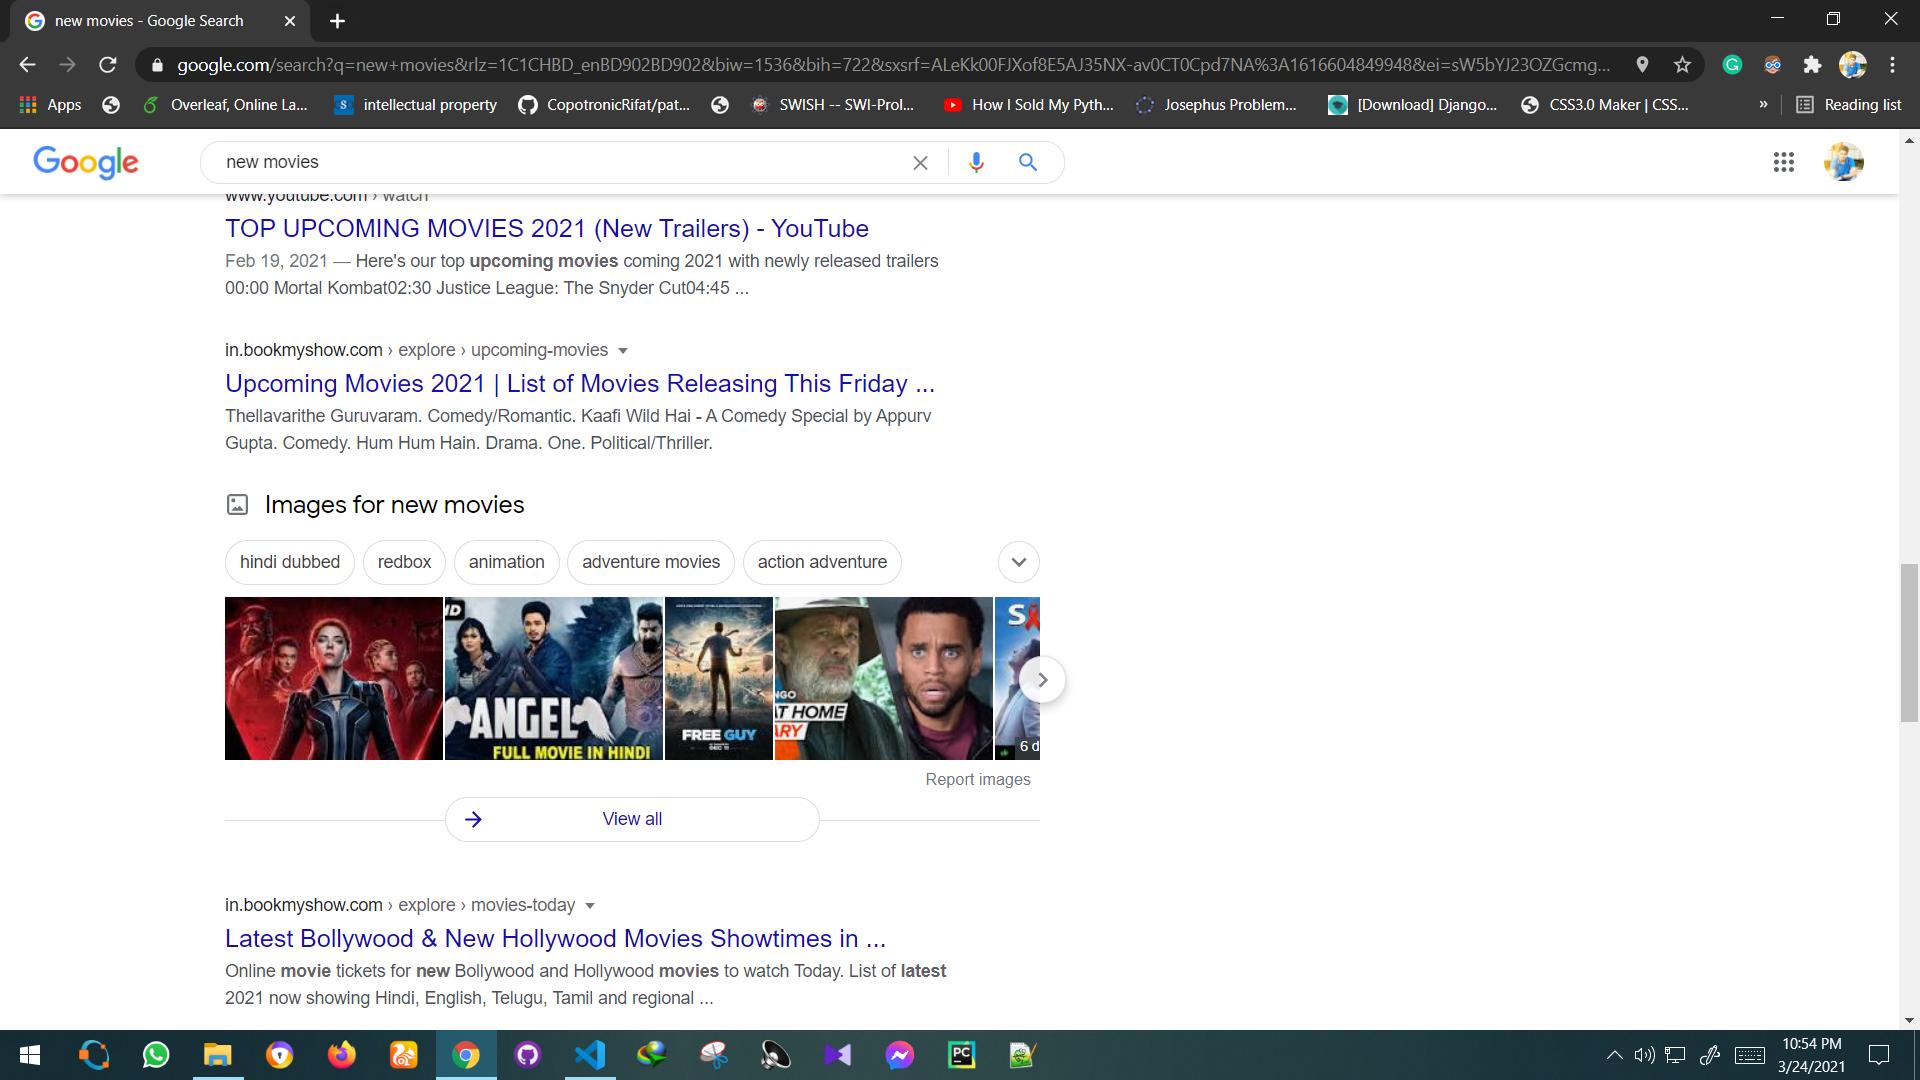 new movies - Google Search
google.com/search?q=new+movies&rlz=1C1CHBD_enBD902BD902&biw=1536&bih=722&sxsrf=ALeKk00FJXof8E5AJ35NX-av0CT0Cpd7NA%3A1616604849948&ei=sW5bYJ23OZGcmg...
Apps
Overleaf, Online La...
intellectual property
CopotronicRifat/pat...
SWISH -- SWI-Prol...
How I Sold My Pyth...
Josephus Problem...
[Download] Django...
CSS3.0 Maker | CSS...
»
Reading list
Google
new movies
www.youtube.com › watch
TOP UPCOMING MOVIES 2021 (New Trailers) - YouTube
Feb 19, 2021 — Here's our top upcoming movies coming 2021 with newly released trailers
00:00 Mortal Kombat02:30 Justice League: The Snyder Cut04:45 ...
in.bookmyshow.com › explore › upcoming-movies
Upcoming Movies 2021 | List of Movies Releasing This Friday ...
Thellavarithe Guruvaram. Comedy/Romantic. Kaafi Wild Hai - A Comedy Special by Appurv
Gupta. Comedy. Hum Hum Hain. Drama. One. Political/Thriller.
Images for new movies
hindi dubbed
redbox
animation
adventure movies
action adventure
HD
ANGEL
FULL MOVIE IN HINDI
FREE GUY
DEC 11
NGO
AT HOME
ARY
S
6 d
Report images
View all
in.bookmyshow.com › explore › movies-today
Latest Bollywood & New Hollywood Movies Showtimes in ...
Online movie tickets for new Bollywood and Hollywood movies to watch Today. List of latest
2021 now showing Hindi, English, Telugu, Tamil and regional ...
PC
10:54 PM
3/24/2021